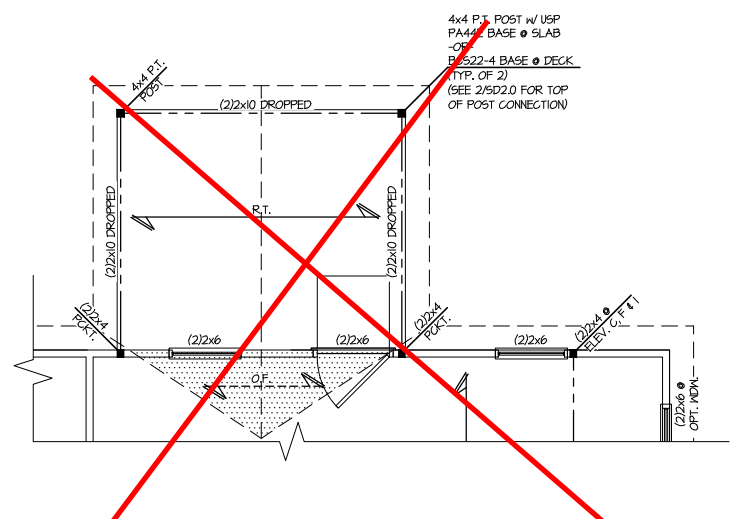 4x4 P.T. POST w/ USP
PA44E BASE @ SLAB
-OR-
BCS22-4 BASE @ DECK
(TYP. OF 2)
(SEE 2/SD2.0 FOR TOP
OF POST CONNECTION)
4x4 P.T.
POST
(2)2x10 DROPPED
(2)2x10 DROPPED
R.T.
(2)2x10 DROPPED
(2)2x4
PCKT.
(2)2x6
(2)2x6
(2)2x4
PCKT.
(2)2x6
(2)2x4 @
ELEV. C, F & I
O.F.
(2)2x6 @
OPT. WDW.